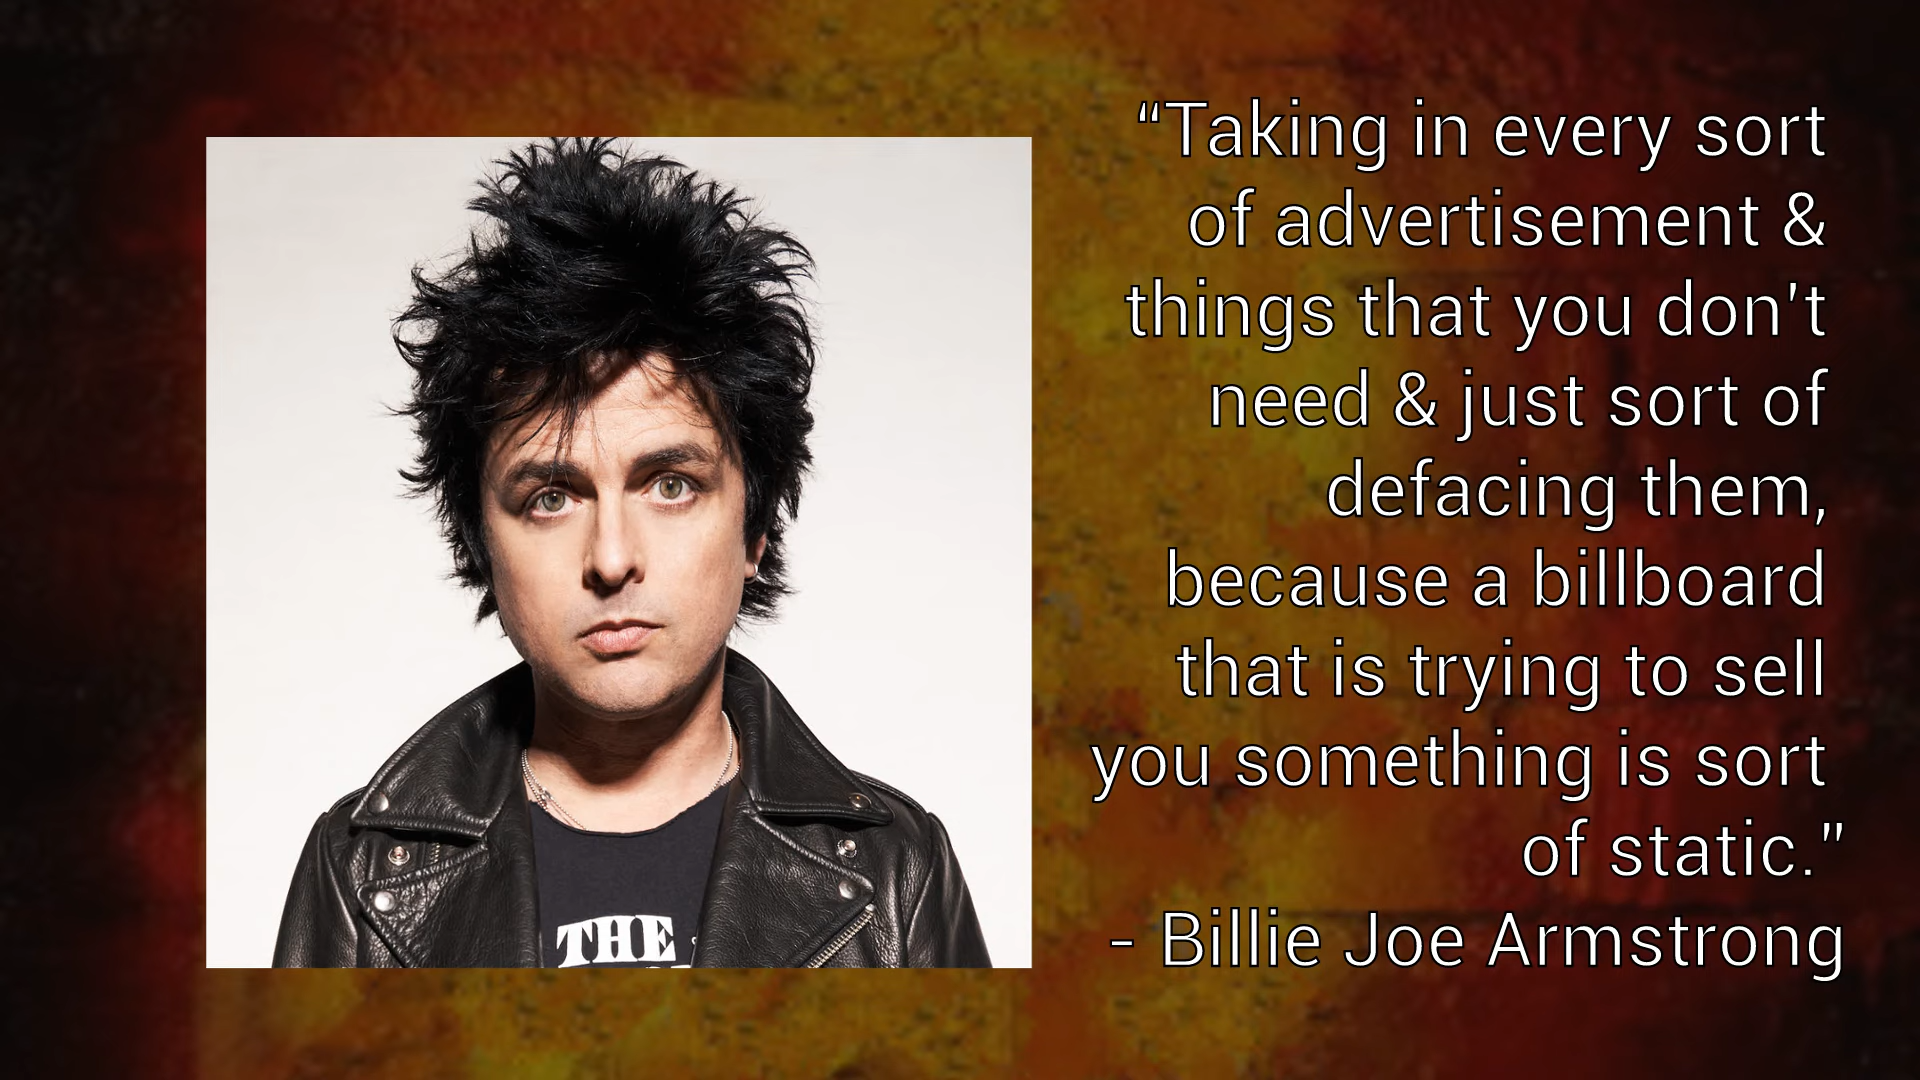 “Taking in every sort
of advertisement &
things that you don't
need & just sort of
defacing them,
because a billboard
that is trying to sell
you something is sort
of static.”
- Billie Joe Armstrong
THE